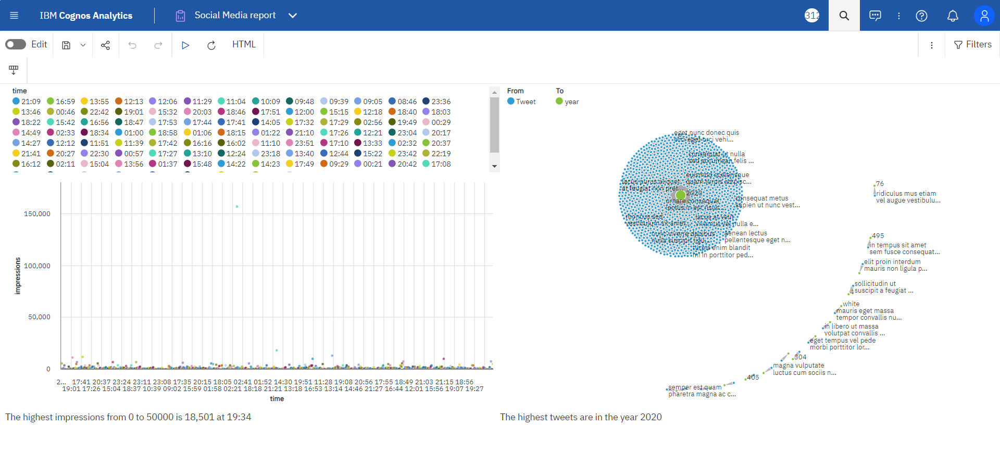 IBM Cognos Analytics
Social Media report
312
Edit
HTML
Filters
time
21:09 16:59 13:55 12:13 12:06 11:29 11:04 10:09 09:48 09:39 09:05 08:46 23:36
13:46 00:46 22:42 19:01 15:32 20:03 18:46 17:51 12:00 15:15 12:18 18:40 18:03
18:22 15:42 16:56 18:47 17:53 17:44 17:41 14:05 17:32 17:29 02:56 19:49 00:29
14:49 02:33 18:34 01:00 18:58 01:06 18:15 01:22 21:10 17:26 12:21 23:04 20:17
14:27 12:12 11:51 11:39 17:42 16:16 16:02 11:10 23:51 17:10 13:33 02:32 20:37
21:41 20:27 22:30 00:57 17:27 13:10 12:24 23:18 13:40 12:44 15:22 23:42 22:19
16:12 02:11 15:04 13:56 01:37 15:48 14:22 14:23 17:49 09:29 00:21 20:42 17:08
150,000
100,000
50,000
0
impressions
2... 17:41 20:37 23:24 23:11 23:08 17:35 20:15 18:05 02:41 01:52 14:30 19:51 11:28 19:08 20:56 17:55 18:49 21:03 21:15 18:56
19:01 17:26 15:04 18:37 10:39 09:02 15:59 01:58 02:21 18:18 21:21 13:18 16:53 13:14 14:46 21:27 16:44 12:01 15:56 19:07 19:27
time
The highest impressions from 0 to 50000 is 18,501 at 19:34
From To
Tweet year
eget nunc donec quis
orci eget orci vehi...
consequat ut nulla
sed accumsan felis ...
euismod scelerisque
quam turpis adipisc...
lacus purus aliquet
at feugiat non pret...
2020
ornare consequat
lectus in est risus...
consequat metus
sapien ut nunc vest...
rhoncus sed
vestibulum sit amet...
lacus at velit
vivamus vel nulla e...
nunc viverra dapibus
nulla suscipit ligu...
aenean lectus
pellentesque eget n...
turpis enim blandit
mi in porttitor ped...
76
ridiculus mus etiam
vel augue vestibulu...
495
in tempus sit amet
sem fusce consequat...
elit proin interdum
mauris non ligula p...
sollicitudin ut
suscipit a feugiat ...
4
white
mauris eget massa
tempor convallis nu...
in libero ut massa
volutpat convallis ...
eget tempus vel pede
morbi porttitor lor...
304
magna vulputate
luctus cum sociis n...
405
semper est quam
pharetra magna ac c...
The highest tweets are in the year 2020